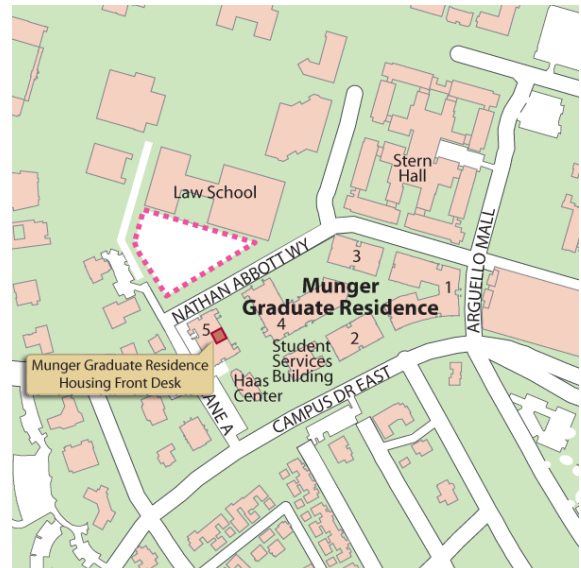 Stern
Hall
Law School
ARGUELLO MALL
NATHAN ABBOTT WY
3
Munger
Graduate Residence
1
5
4
2
Student
Services
Building
Munger Graduate Residence
Housing Front Desk
Haas
Center
CAMPUS DR EAST